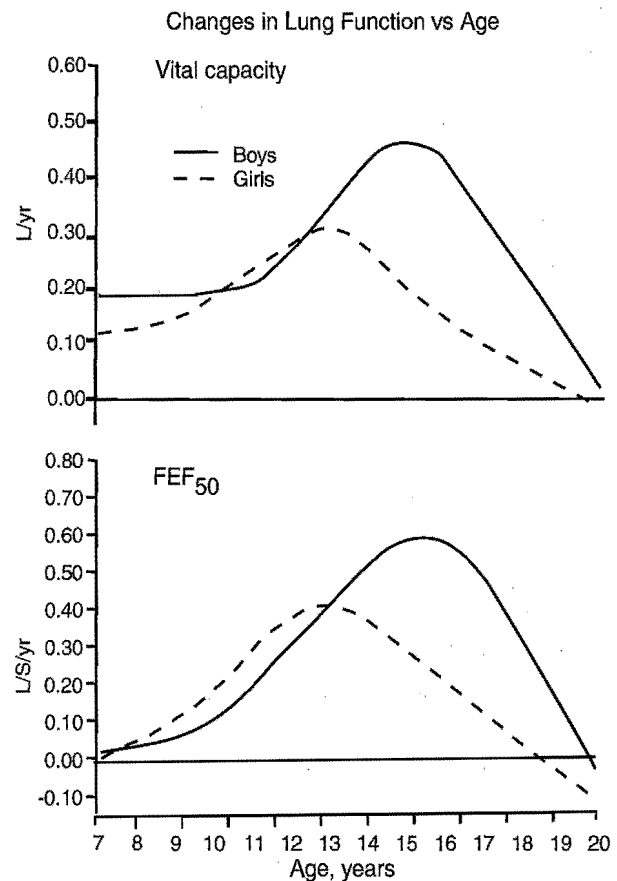 Changes in Lung Function vs Age
Vital capacity
0.60
0.50
0.40
0.30
0.20
0.10
0.00
L/yr
Boys
Girls
FEF50
0.80
0.70
0.60
0.50
0.40
0.30
0.20
0.10
0.00
-0.10
L/S/yr
7 8 9 10 11 12 13 14 15 16 17 18 19 20
Age, years